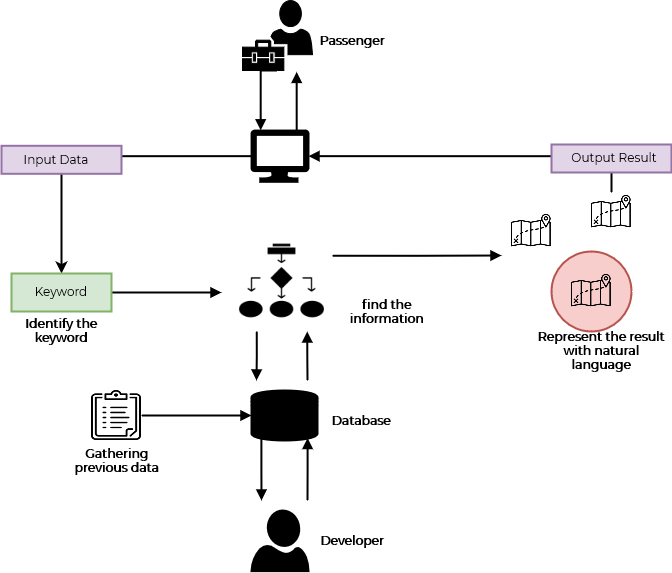 Passenger
Input Data
Output Result
Keyword
Identify the
keyword
find the
information
Represent the result
with natural
language
Database
Gathering
previous data
Developer